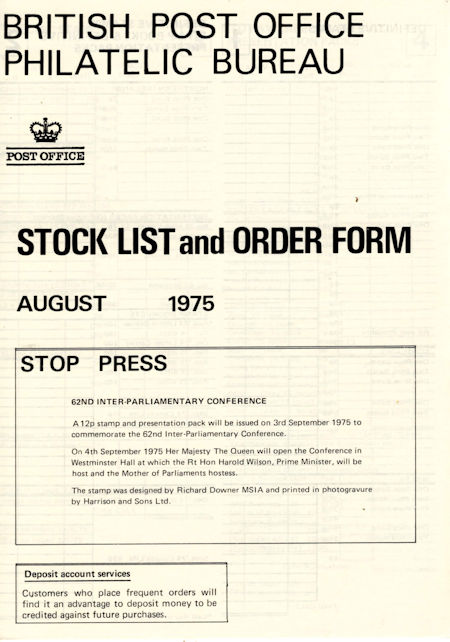 BRITISH POST OFFICE
PHILATELIC BUREAU
POST OFFICE
STOCK LIST and ORDER FORM
AUGUST 1975
STOP PRESS
62ND INTER-PARLIAMENTARY CONFERENCE
A 12p stamp and presentation pack will be issued on 3rd September 1975 to
commemorate the 62nd Inter-Parliamentary Conference.
On 4th September 1975 Her Majesty The Queen will open the Conference in
Westminster Hall at which the Rt Hon Harold Wilson, Prime Minister, will be
host and the Mother of Parliaments hostess.
The stamp was designed by Richard Downer MSIA and printed in photogravure
by Harrison and Sons Ltd.
Deposit account services
Customers who place frequent orders will
find it an advantage to deposit money to be
credited against future purchases.